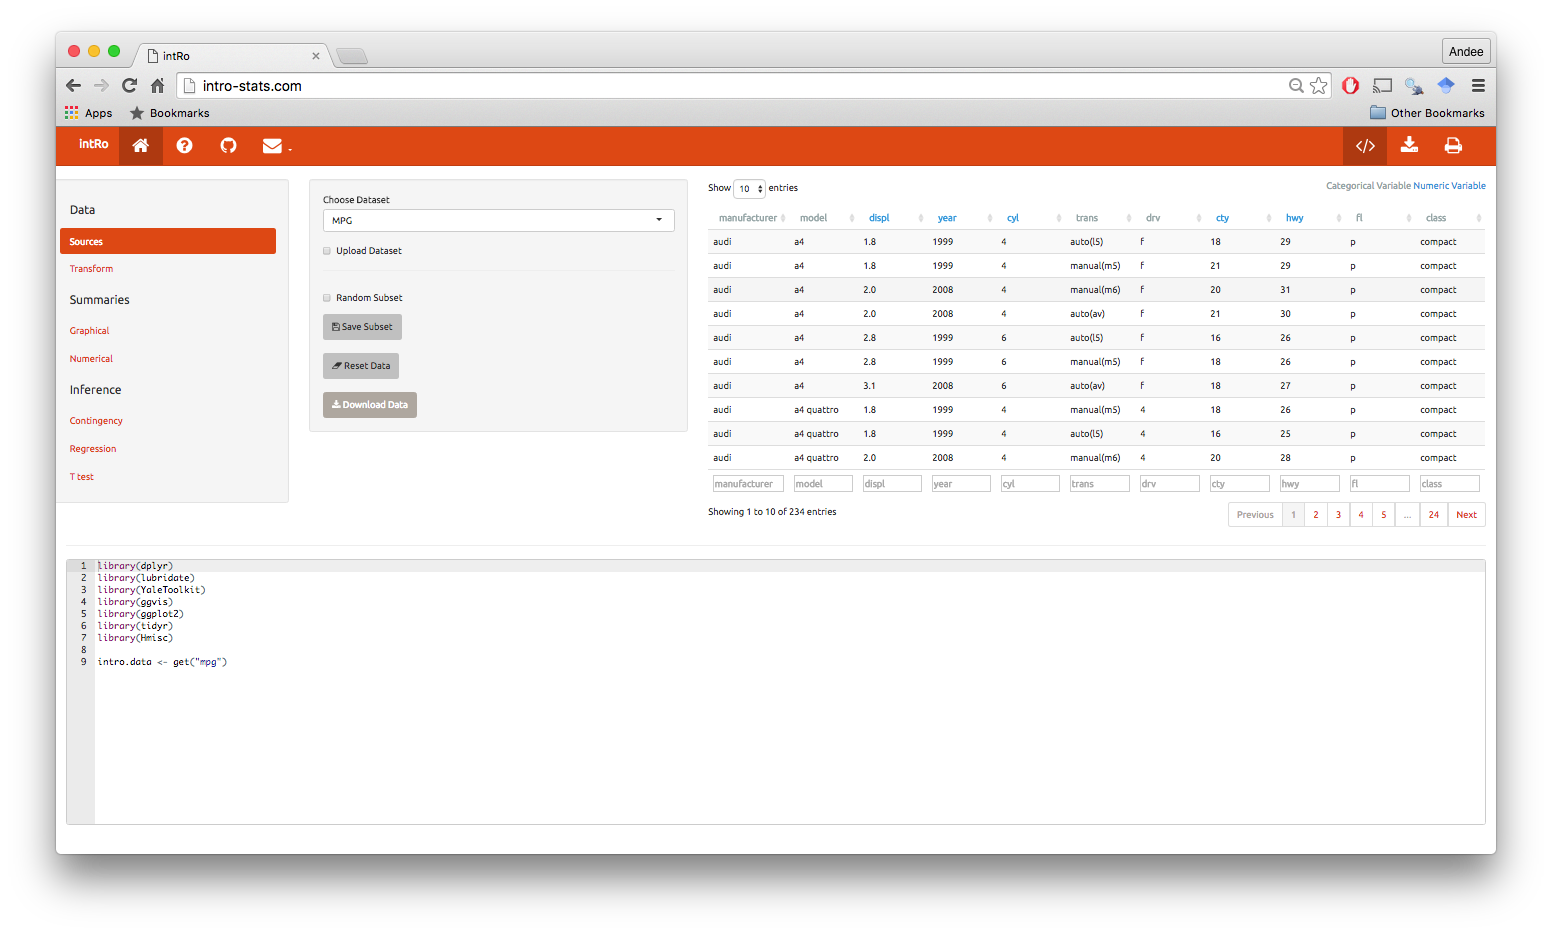 intRo
Andee
intro-stats.com
Apps Bookmarks Other Bookmarks
intRo
Data
Sources
Transform
Summaries
Graphical
Numerical
Inference
Contingency
Regression
T test
Choose Dataset
MPG
Upload Dataset
Random Subset
Save Subset
Reset Data
Download Data
Show 10 entries
Categorical Variable Numeric Variable
manufacturer model displ year cyl trans drv cty hwy fl class
audi a4 1.8 1999 4 auto(l5) f 18 29 p compact
audi a4 1.8 1999 4 manual(m5) f 21 29 p compact
audi a4 2.0 2008 4 manual(m6) f 20 31 p compact
audi a4 2.0 2008 4 auto(av) f 21 30 p compact
audi a4 2.8 1999 6 auto(l5) f 16 26 p compact
audi a4 2.8 1999 6 manual(m5) f 18 26 p compact
audi a4 3.1 2008 6 auto(av) f 18 27 p compact
audi a4 quattro 1.8 1999 4 manual(m5) 4 18 26 p compact
audi a4 quattro 1.8 1999 4 auto(l5) 4 16 25 p compact
audi a4 quattro 2.0 2008 4 manual(m6) 4 20 28 p compact
manufacturer model displ year cyl trans drv cty hwy fl class
Showing 1 to 10 of 234 entries
Previous 1 2 3 4 5 ... 24 Next
1 library(dplyr)
2 library(lubridate)
3 library(YaleToolkit)
4 library(ggvis)
5 library(ggplot2)
6 library(tidyr)
7 library(Hmisc)
8
9 intro.data <- get("mpg")